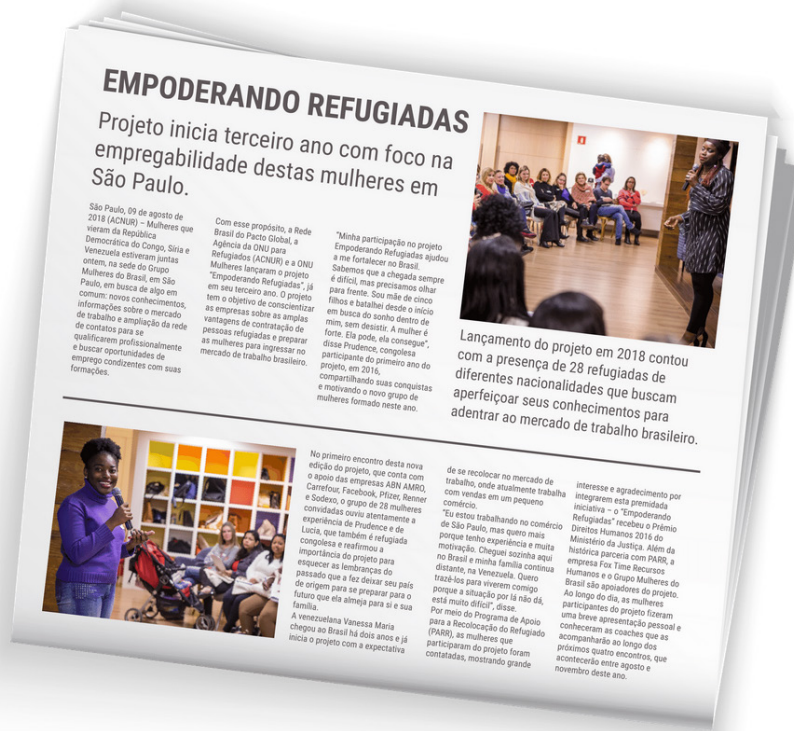 EMPODERANDO REFUGIADAS
Projeto inicia terceiro ano com foco na
empregabilidade destas mulheres em
São Paulo.
São Paulo, 09 de agosto de
2018 (ACNUR) – Mulheres que
vieram da República
Democrática do Congo, Síria e
Venezuela estiveram juntas
ontem, na sede do Grupo
Mulheres do Brasil, em São
Paulo, em busca de algo em
comum: novos conhecimentos,
informações sobre o mercado
de trabalho e ampliação da rede
de contatos para se
qualificarem profissionalmente
e buscar oportunidades de
emprego condizentes com suas
formações.
Com esse propósito, a Rede
Brasil do Pacto Global, a
Agência da ONU para
Refugiados (ACNUR) e a ONU
Mulheres lançaram o projeto
"Empoderando Refugiadas", já
em seu terceiro ano. O projeto
tem o objetivo de conscientizar
as empresas sobre as amplas
vantagens de contratação de
pessoas refugiadas e preparar
as mulheres para ingressar no
mercado de trabalho brasileiro.
"Minha participação no projeto
Empoderando Refugiadas ajudou
a me fortalecer no Brasil.
Sabemos que a chegada sempre
é difícil, mas precisamos olhar
para frente. Sou mãe de cinco
filhos e batalhei desde o início
em busca do sonho dentro de
mim, sem desistir. A mulher é
forte. Ela pode, ela consegue",
disse Prudence, congolesa
participante do primeiro ano do
projeto, em 2016,
compartilhando suas conquistas
e motivando o novo grupo de
mulheres formado neste ano.
Lançamento do projeto em 2018 contou
com a presença de 28 refugiadas de
diferentes nacionalidades que buscam
aperfeiçoar seus conhecimentos para
adentrar ao mercado de trabalho brasileiro.
No primeiro encontro desta nova
edição do projeto, que conta com
o apoio das empresas ABN AMRO,
Carrefour, Facebook, Pfizer, Renner
e Sodexo, o grupo de 28 mulheres
convidadas ouviu atentamente a
experiência de Prudence e de
Lucia, que também é refugiada
congolesa e reafirmou a
importância do projeto para
esquecer as lembranças do
passado que a fez deixar seu país
de origem para se preparar para o
futuro que ela almeja para si e sua
família.
A venezuelana Vanessa Maria
chegou ao Brasil há dois anos e já
inicia o projeto com a expectativa
de se recolocar no mercado de
trabalho, onde atualmente trabalha
com vendas em um pequeno
comércio.
"Eu estou trabalhando no comércio
de São Paulo, mas quero mais
porque tenho experiência e muita
motivação. Cheguei sozinha aqui
no Brasil e minha família continua
distante, na Venezuela. Quero
trazê-los para viverem comigo
porque a situação por lá não dá,
está muito difícil", disse.
Por meio do Programa de Apoio
para a Recolocação do Refugiado
(PARR), as mulheres que
participaram do projeto foram
contatadas, mostrando grande
interesse e agradecimento por
integrarem esta premidada
iniciativa – o "Empoderando
Refugiadas" recebeu o Prêmio
Direitos Humanos 2016 do
Ministério da Justiça. Além da
histórica parceria com PARR, a
empresa Fox Time Recursos
Humanos e o Grupo Mulheres do
Brasil são apoiadores do projeto.
Ao longo do dia, as mulheres
participantes do projeto fizeram
uma breve apresentação pessoal e
conheceram as coaches que as
acompanharão ao longo dos
próximos quatro encontros, que
acontecerão entre agosto e
novembro deste ano.